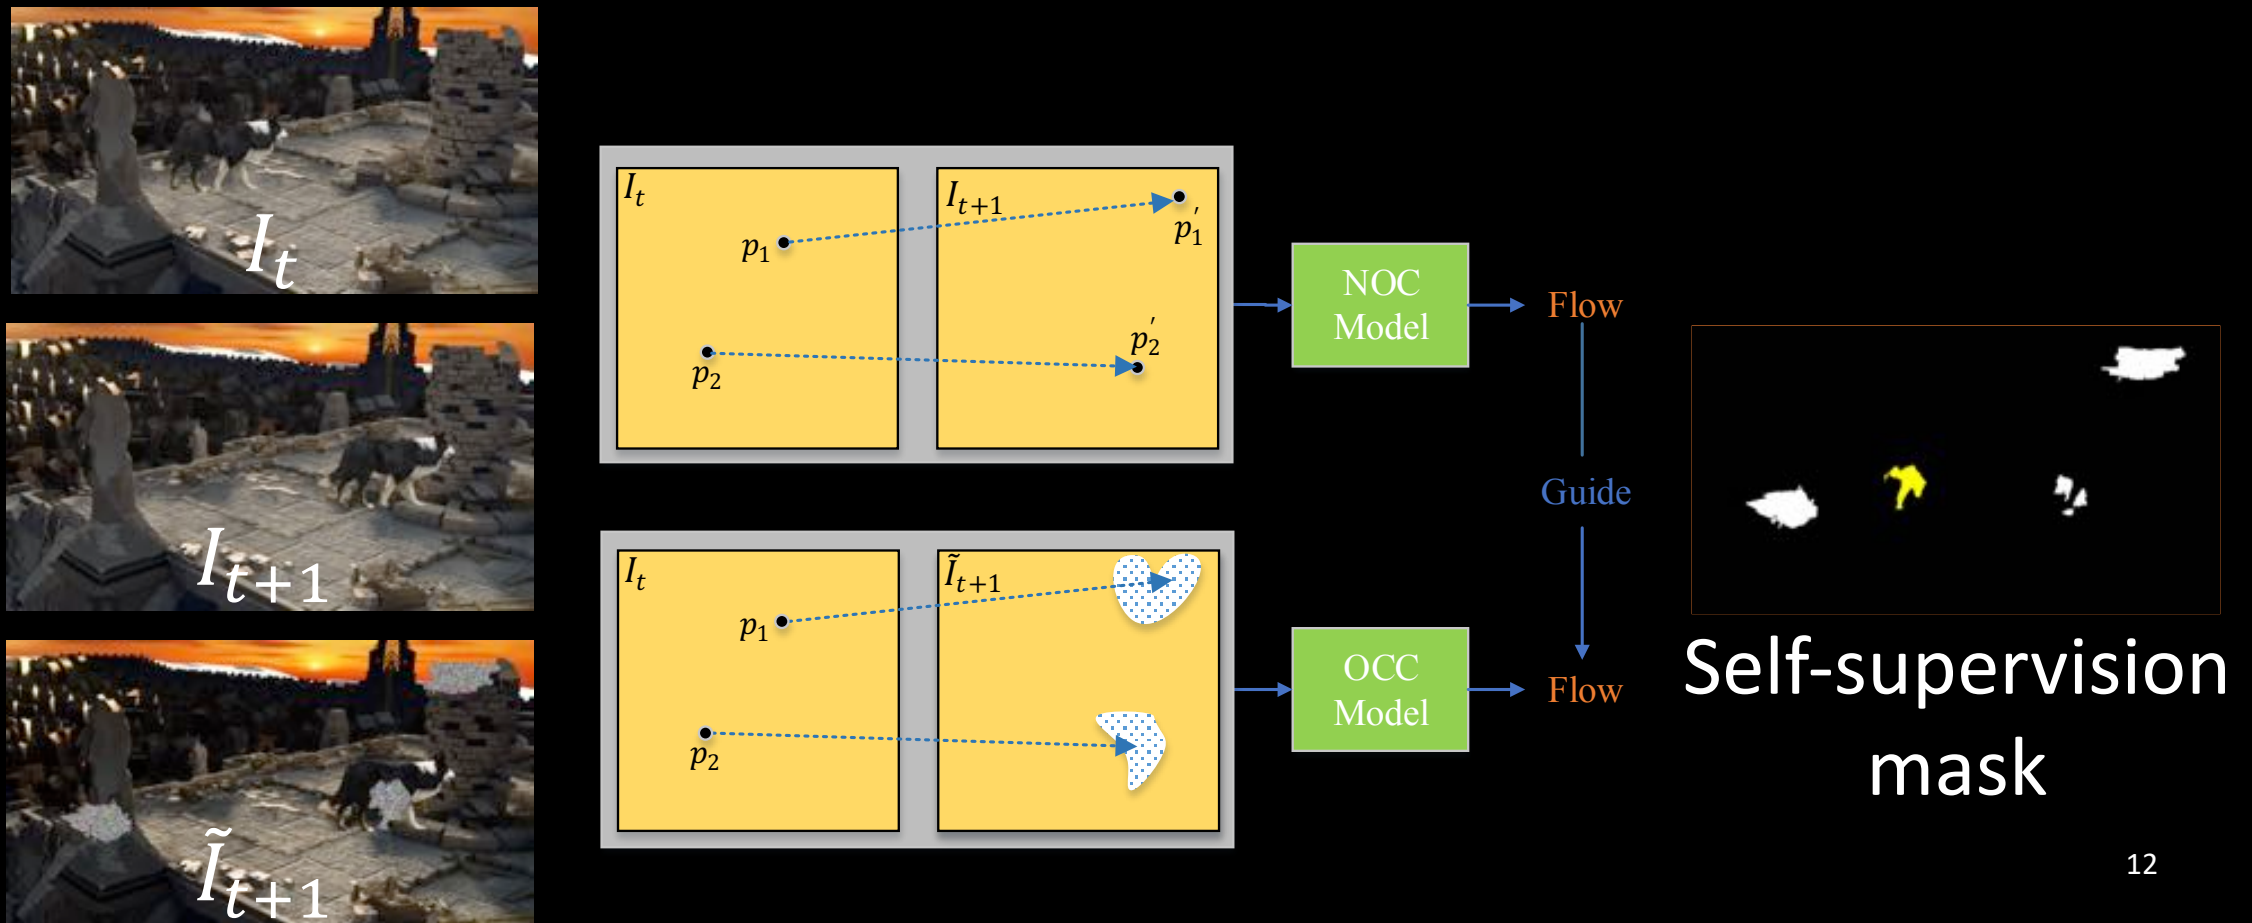 I_t
I_{t+1}
Ĩ_{t+1}
I_t
I_{t+1}
p_1
p_1'
p_2
p_2'
NOC
Model
Flow
Guide
I_t
Ĩ_{t+1}
p_1
p_2
OCC
Model
Flow
Self-supervision
mask
12